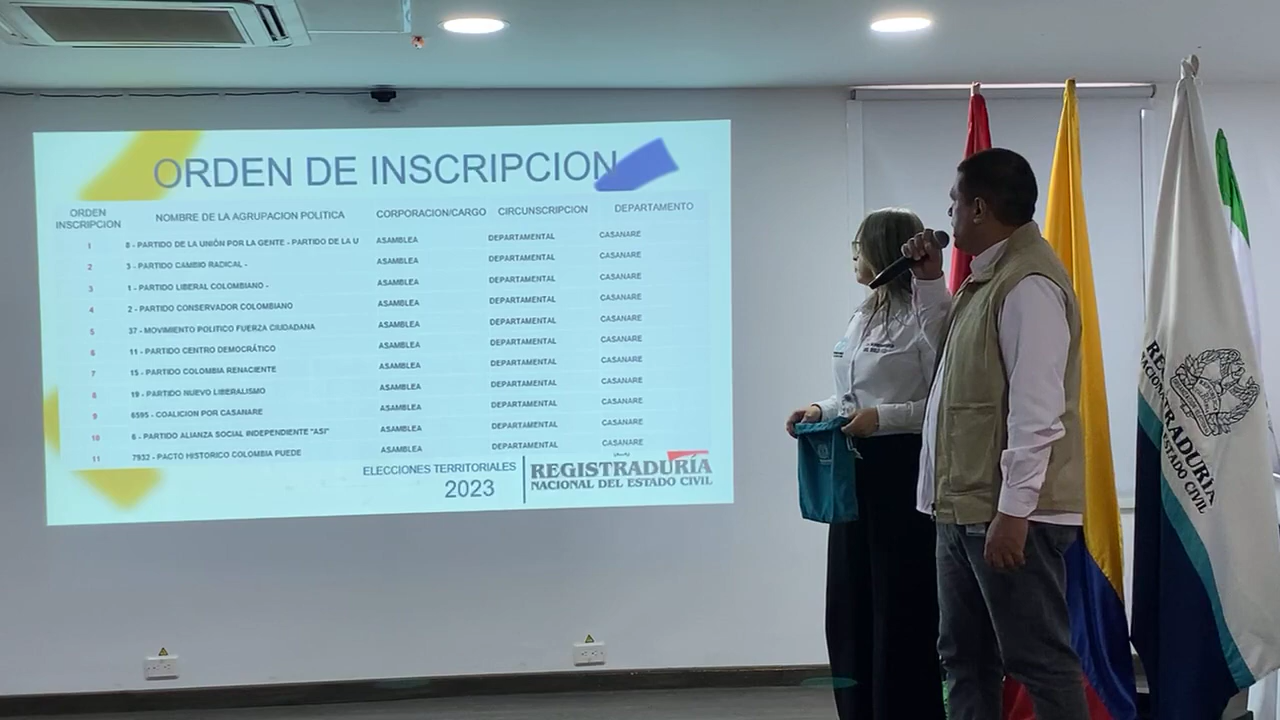 ORDEN DE INSCRIPCION
ORDEN INSCRIPCION NOMBRE DE LA AGRUPACION POLITICA CORPORACION/CARGO CIRCUNSCRIPCION DEPARTAMENTO
1 8 - PARTIDO DE LA UNIÓN POR LA GENTE - PARTIDO DE LA U ASAMBLEA DEPARTAMENTAL CASANARE
2 3 - PARTIDO CAMBIO RADICAL - ASAMBLEA DEPARTAMENTAL CASANARE
3 1 - PARTIDO LIBERAL COLOMBIANO - ASAMBLEA DEPARTAMENTAL CASANARE
4 2 - PARTIDO CONSERVADOR COLOMBIANO ASAMBLEA DEPARTAMENTAL CASANARE
5 37 - MOVIMIENTO POLITICO FUERZA CIUDADANA ASAMBLEA DEPARTAMENTAL CASANARE
6 11 - PARTIDO CENTRO DEMOCRÁTICO ASAMBLEA DEPARTAMENTAL CASANARE
7 15 - PARTIDO COLOMBIA RENACIENTE ASAMBLEA DEPARTAMENTAL CASANARE
8 19 - PARTIDO NUEVO LIBERALISMO ASAMBLEA DEPARTAMENTAL CASANARE
9 6595 - COALICION POR CASANARE ASAMBLEA DEPARTAMENTAL CASANARE
10 6 - PARTIDO ALIANZA SOCIAL INDEPENDIENTE "ASI" ASAMBLEA DEPARTAMENTAL CASANARE
11 7932 - PACTO HISTORICO COLOMBIA PUEDE ASAMBLEA DEPARTAMENTAL CASANARE
ELECCIONES TERRITORIALES
2023
REGISTRADURÍA
NACIONAL DEL ESTADO CIVIL
REGISTRADURÍA
NACIONAL
ESTADO CIVIL